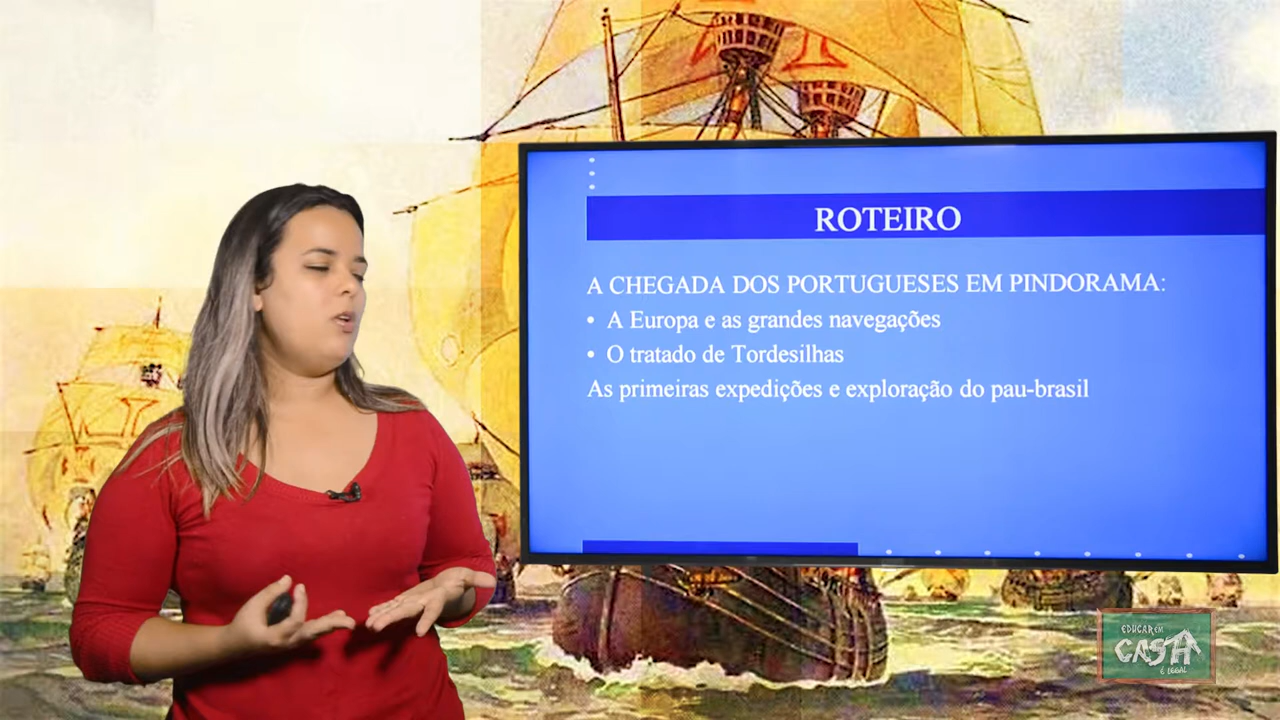 ROTEIRO
A CHEGADA DOS PORTUGUESES EM PINDORAMA:
• A Europa e as grandes navegações
• O tratado de Tordesilhas
As primeiras expedições e exploração do pau-brasil
EDUCAR EM
CASA
É LEGAL